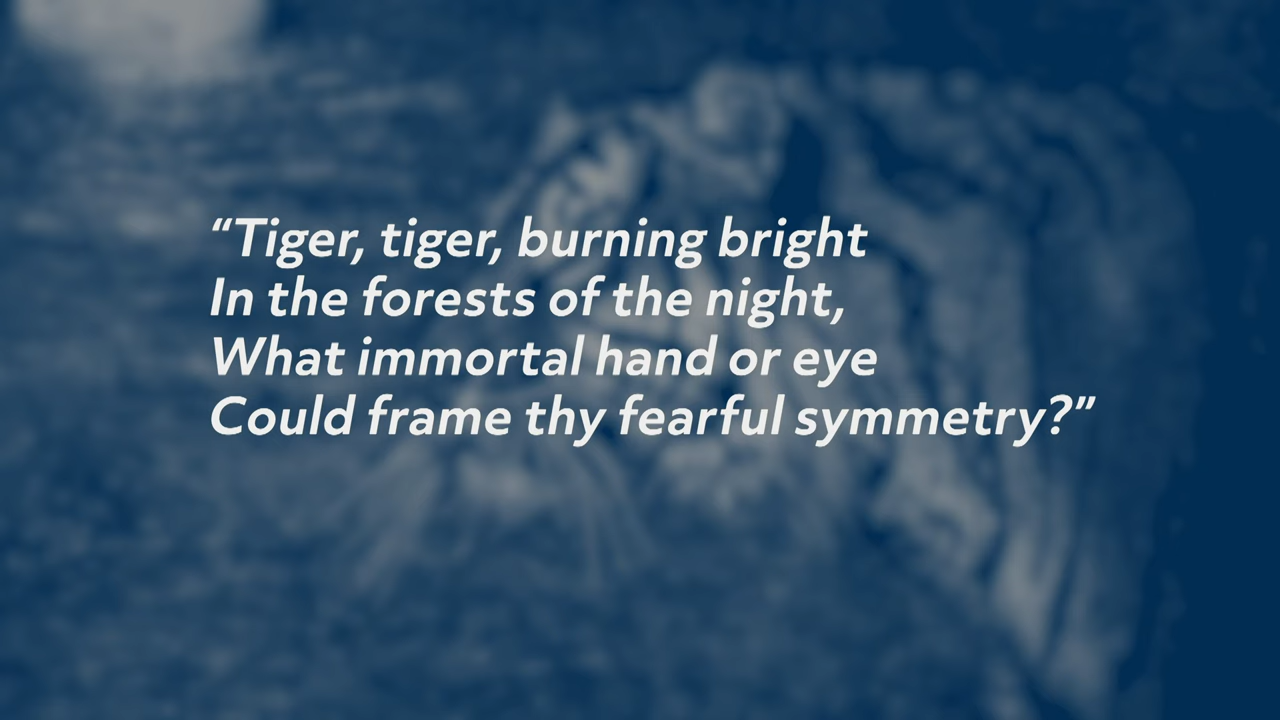 “Tiger, tiger, burning bright
In the forests of the night,
What immortal hand or eye
Could frame thy fearful symmetry?”